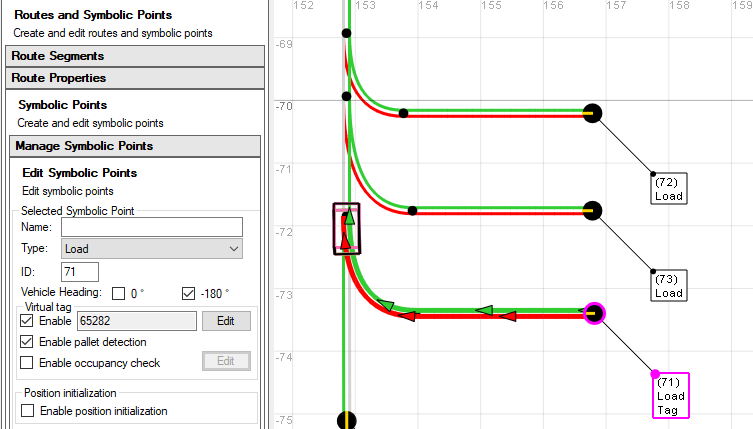 Routes and Symbolic Points
Create and edit routes and symbolic points
Route Segments
Route Properties
Symbolic Points
Create and edit symbolic points
Manage Symbolic Points
Edit Symbolic Points
Edit symbolic points
Selected Symbolic Point
Name:
Type: Load
ID: 71
Vehicle Heading: 0 ° -180 °
Virtual tag
Enable 65282 Edit
Enable pallet detection
Enable occupancy check Edit
Position initialization
Enable position initialization
152 153 154 155 156 157 158 159
-69
-70
-71
-72
-73
-74
-75
(72)
Load
(73)
Load
(71)
Load
Tag